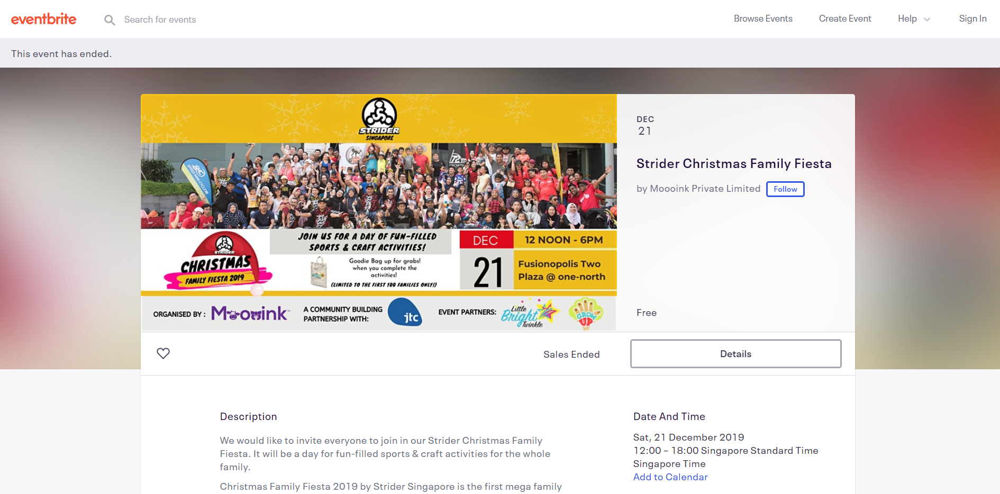 eventbrite
Search for events
Browse Events
Create Event
Help
Sign In
This event has ended.
STRIDER
SINGAPORE
DEC
21
Strider Christmas Family Fiesta
by Moooink Private Limited
Follow
STRIDER
CHRISTMAS
FAMILY FIESTA 2019
JOIN US FOR A DAY OF FUN-FILLED
SPORTS & CRAFT ACTIVITIES!
Goodie Bag up for grabs!
when you complete the
activities!
(LIMITED TO THE FIRST 100 FAMILIES ONLY!)
DEC
21
12 NOON - 6PM
Fusionopolis Two
Plaza @ one-north
ORGANISED BY :
Moooink
A COMMUNITY BUILDING
PARTNERSHIP WITH:
jtc
EVENT PARTNERS:
Little
Bright
Twinkle
GROW
UP
Free
Sales Ended
Details
Description
We would like to invite everyone to join in our Strider Christmas Family
Fiesta. It will be a day for fun-filled sports & craft activities for the whole
family.
Christmas Family Fiesta 2019 by Strider Singapore is the first mega family
Date And Time
Sat, 21 December 2019
12:00 – 18:00 Singapore Standard Time
Singapore Time
Add to Calendar